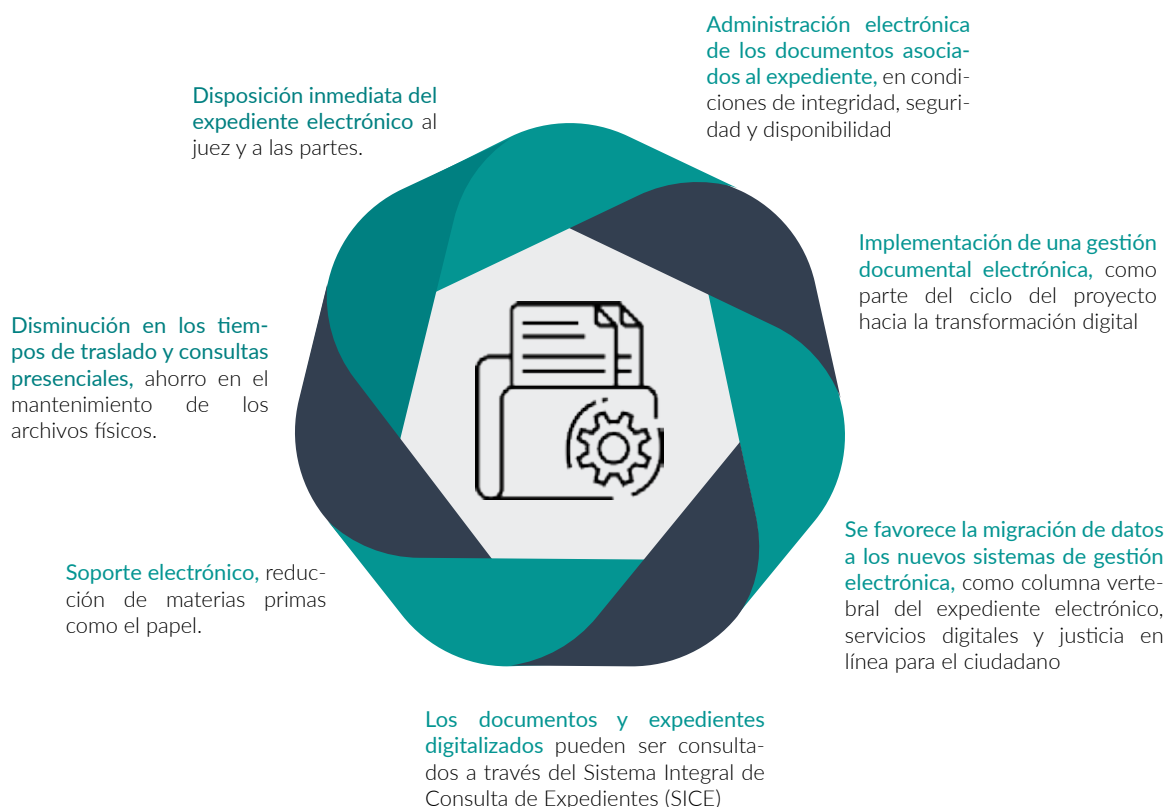 Administración electrónica
de los documentos asocia-
dos al expediente, en condi-
ciones de integridad, seguri-
dad y disponibilidad
Disposición inmediata del
expediente electrónico al
juez y a las partes.
Implementación de una gestión
documental electrónica, como
parte del ciclo del proyecto
hacia la transformación digital
Disminución en los tiem-
pos de traslado y consultas
presenciales, ahorro en el
mantenimiento de los
archivos físicos.
Se favorece la migración de datos
a los nuevos sistemas de gestión
electrónica, como columna verte-
bral del expediente electrónico,
servicios digitales y justicia en
línea para el ciudadano
Soporte electrónico, reduc-
ción de materias primas
como el papel.
Los documentos y expedientes
digitalizados pueden ser consulta-
dos a través del Sistema Integral de
Consulta de Expedientes (SICE)